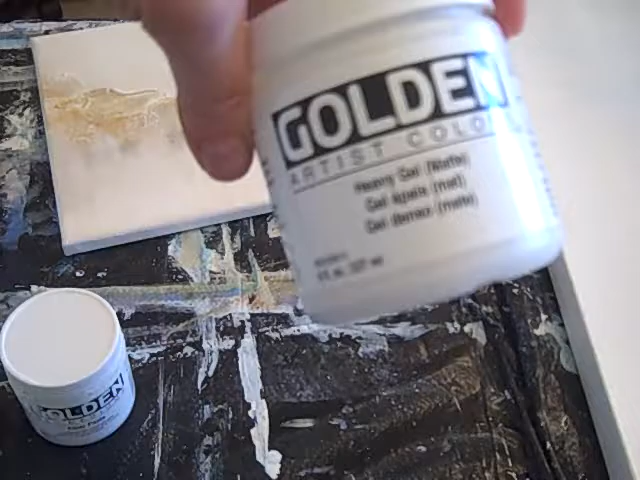 GOLDEN
ARTIST COLO
Heavy Gel (Matte)
Gel épais (mat)
Gel denso (mate)
GOLDEN